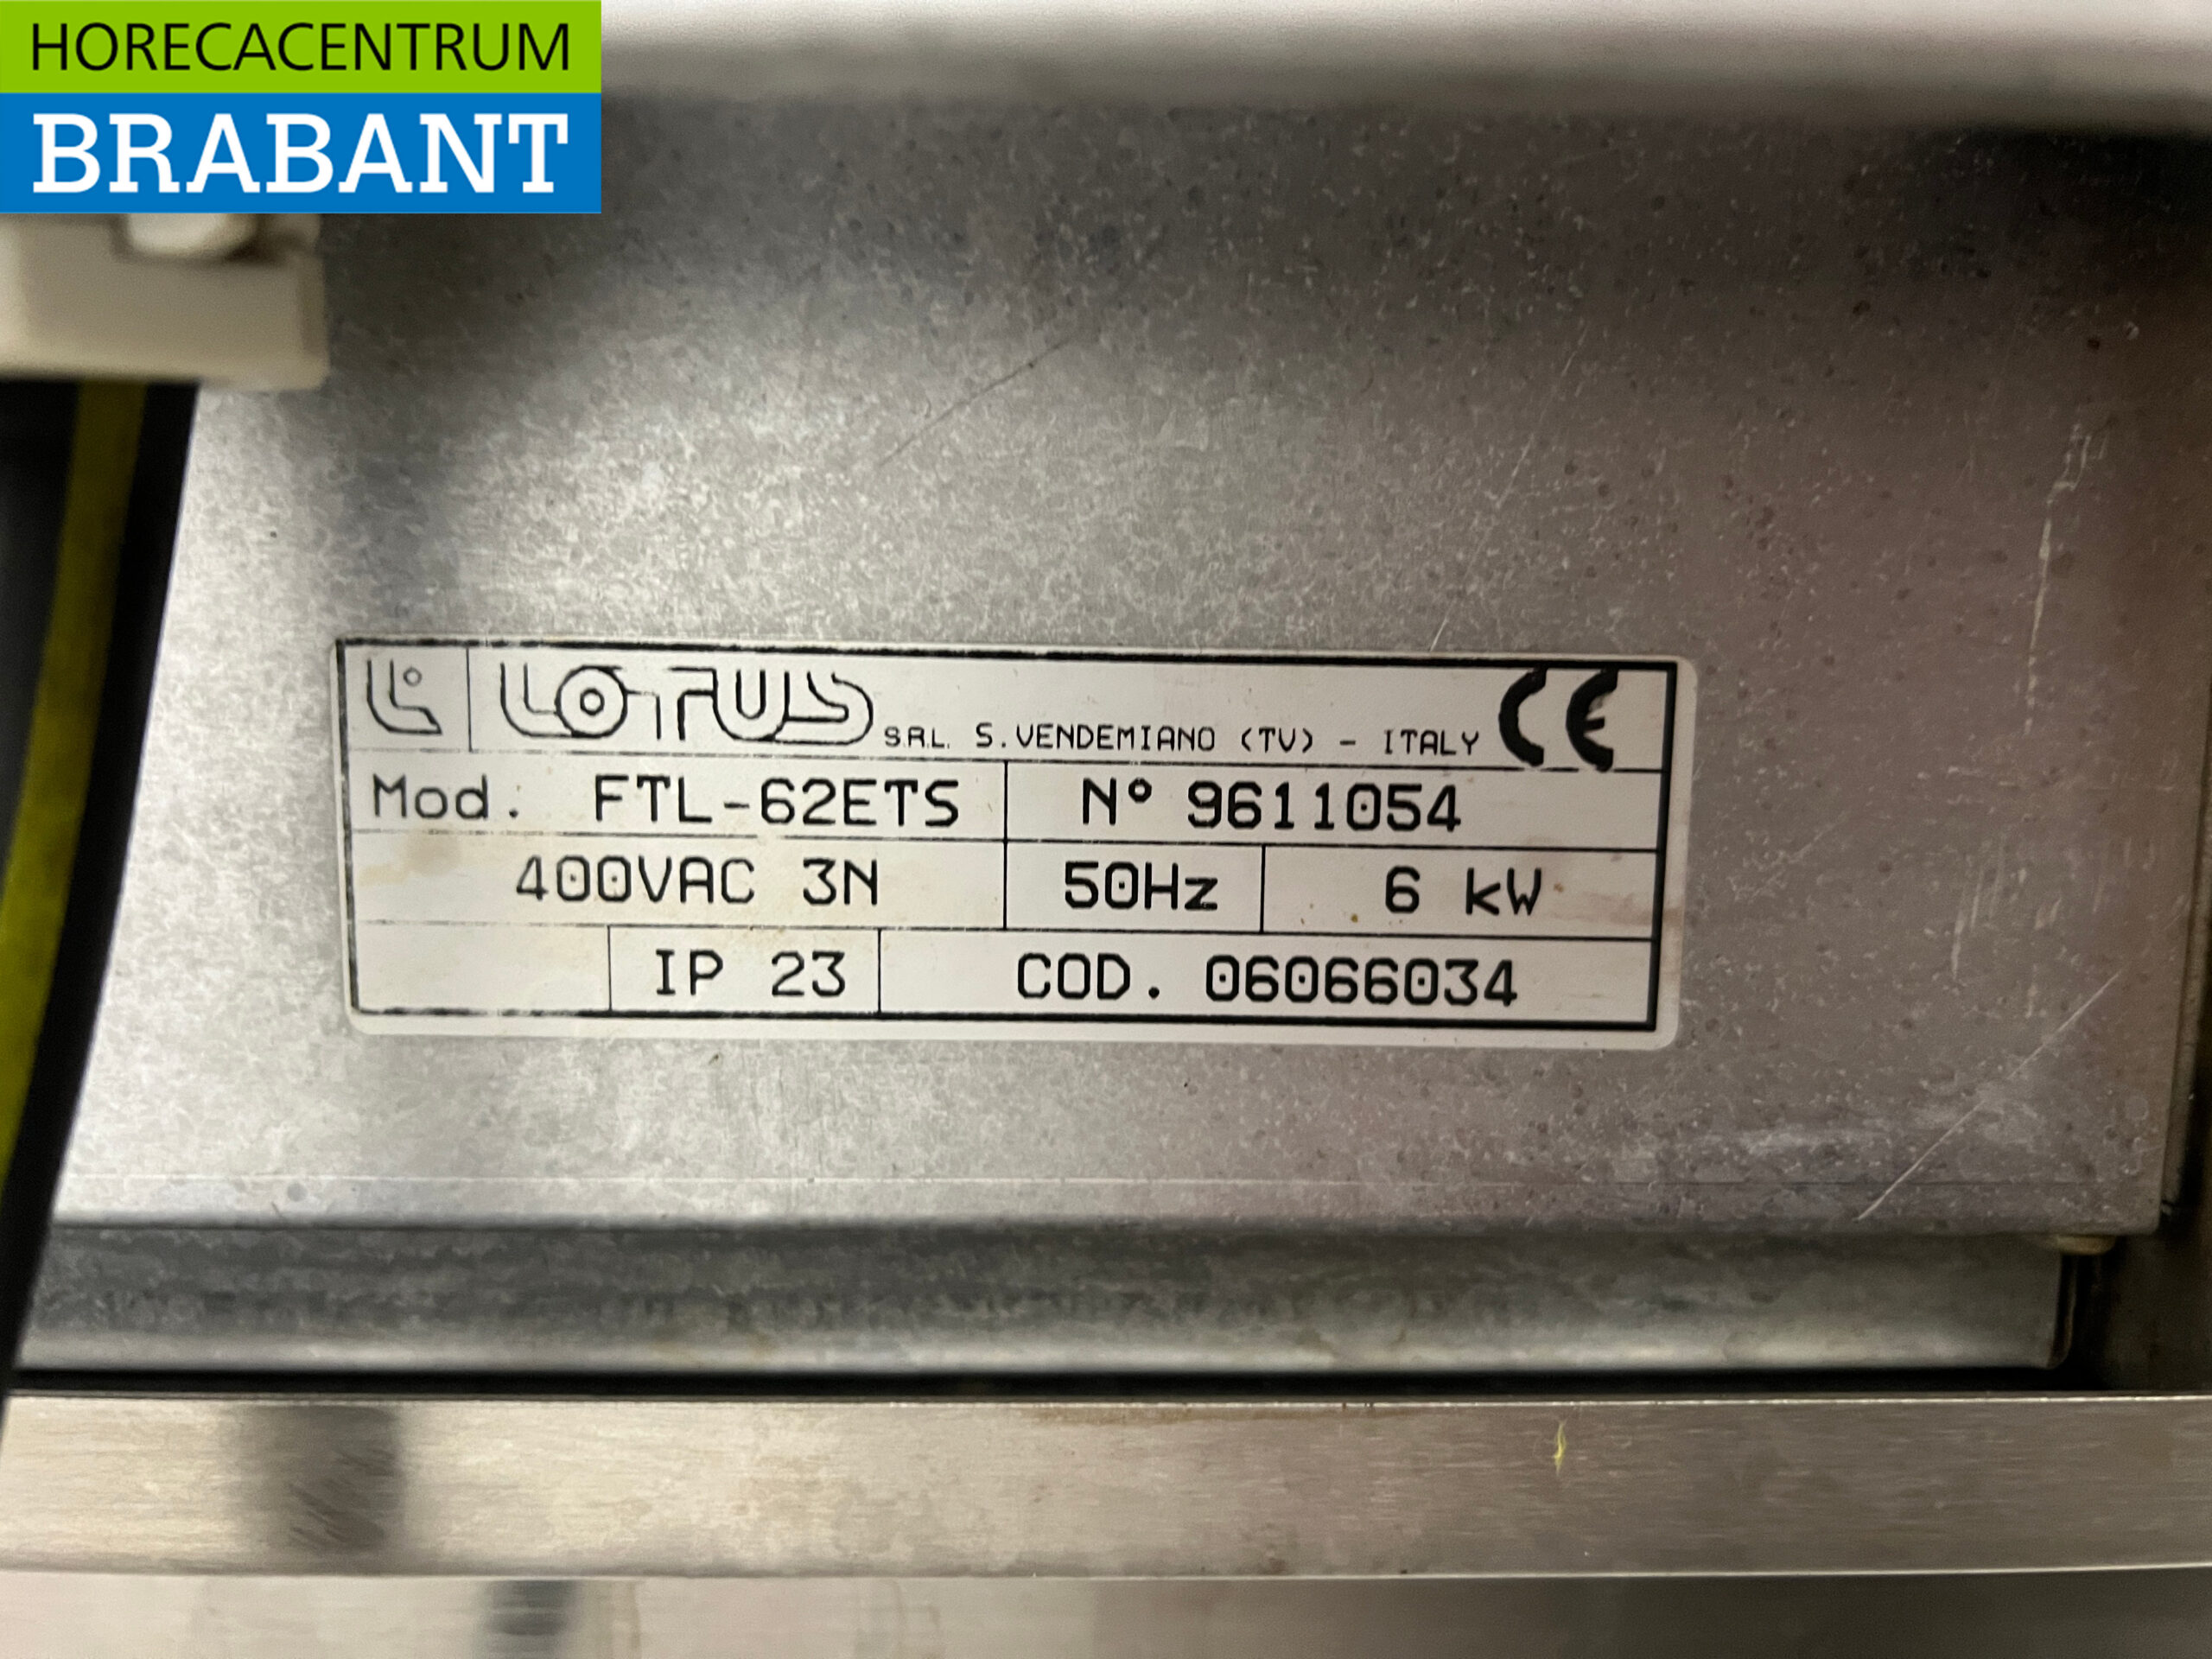 HORECACENTRUM
BRABANT
LOTUS S.R.L. S.VENDEMIANO (TV) - ITALY CE
Mod. FTL-62ETS N° 9611054
400VAC 3N 50Hz 6 kW
IP 23 COD. 06066034